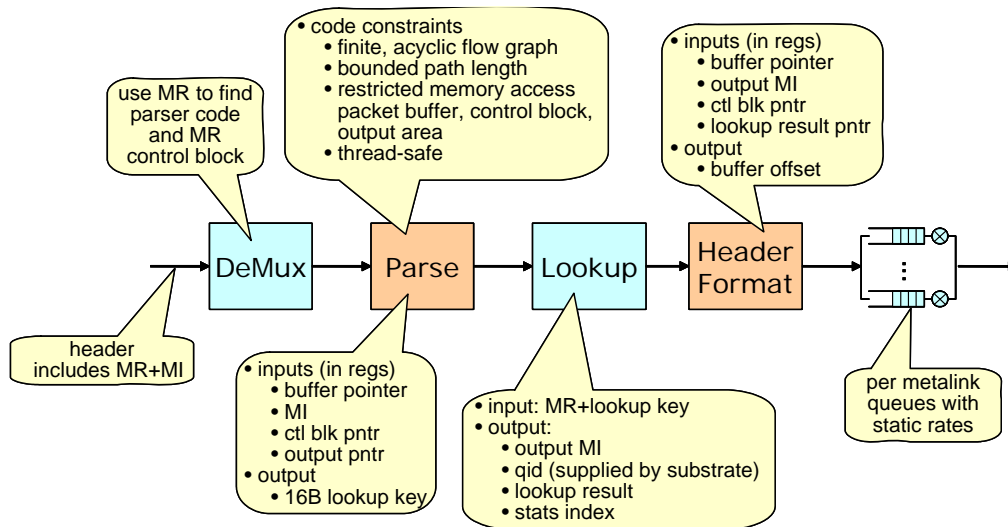 • code constraints
• finite, acyclic flow graph
• bounded path length
• restricted memory access
packet buffer, control block,
output area
• thread-safe
• inputs (in regs)
• buffer pointer
• output MI
• ctl blk pntr
• lookup result pntr
• output
• buffer offset
use MR to find
parser code
and MR
control block
DeMux
Parse
Lookup
Header
Format
...
header
includes MR+MI
• inputs (in regs)
• buffer pointer
• MI
• ctl blk pntr
• output pntr
• output
• 16B lookup key
• input: MR+lookup key
• output:
• output MI
• qid (supplied by substrate)
• lookup result
• stats index
per metalink
queues with
static rates